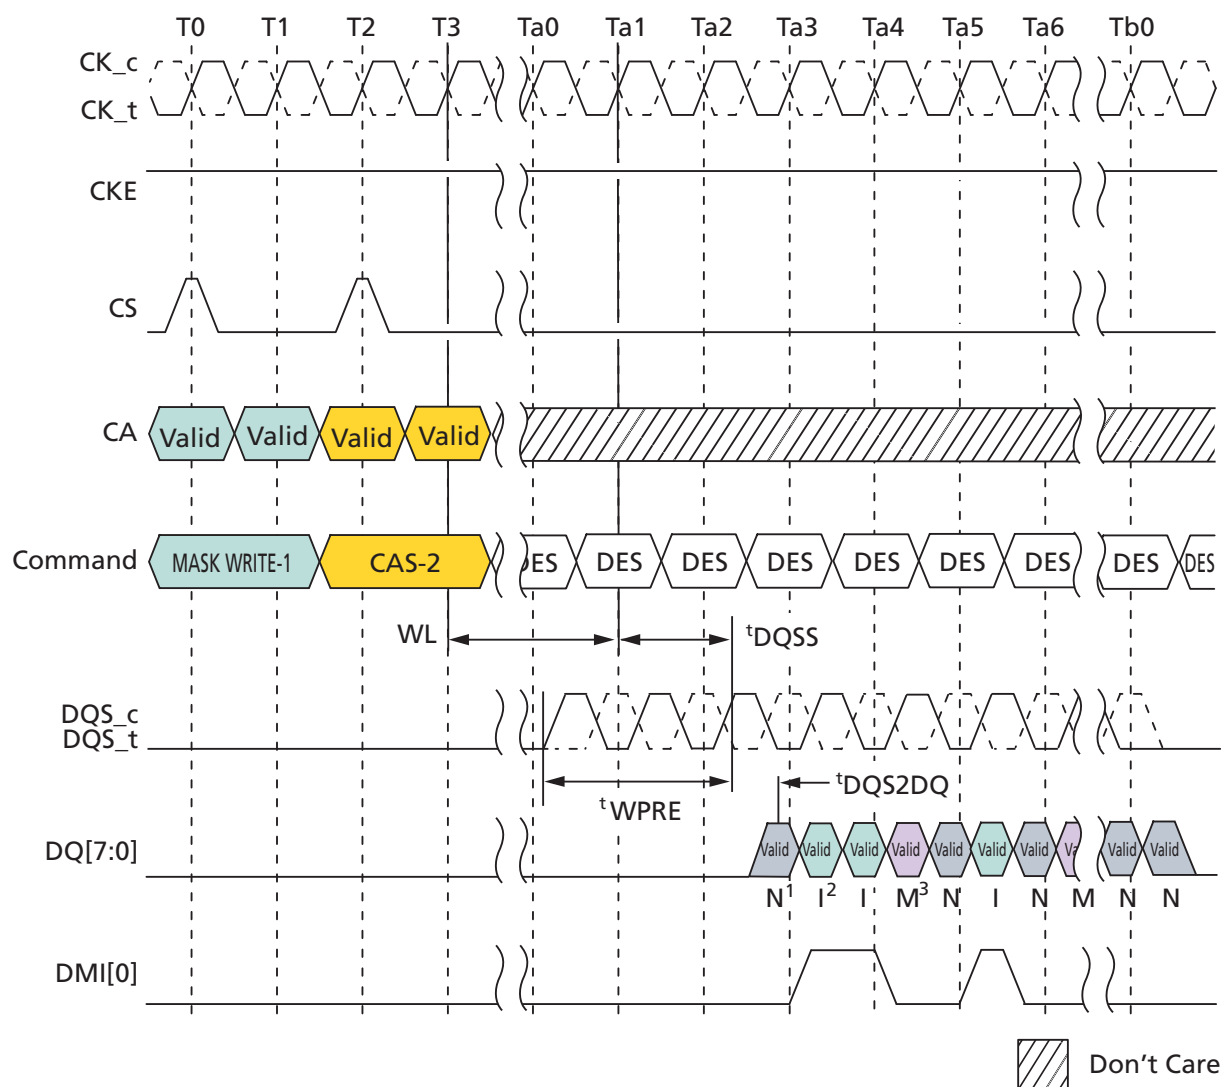 T0 T1 T2 T3 Ta0 Ta1 Ta2 Ta3 Ta4 Ta5 Ta6 Tb0
CK_c
CK_t
CKE
CS
CA Valid Valid Valid Valid
Command MASK WRITE-1 CAS-2 DES DES DES DES DES DES DES DES DES
WL tDQSS
DQS_c
DQS_t
tDQS2DQ
tWPRE
DQ[7:0] Valid Valid Valid Valid Valid Valid Valid Va Valid Valid
N1 I2 I M3 N I N M N N
DMI[0]
Don't Care